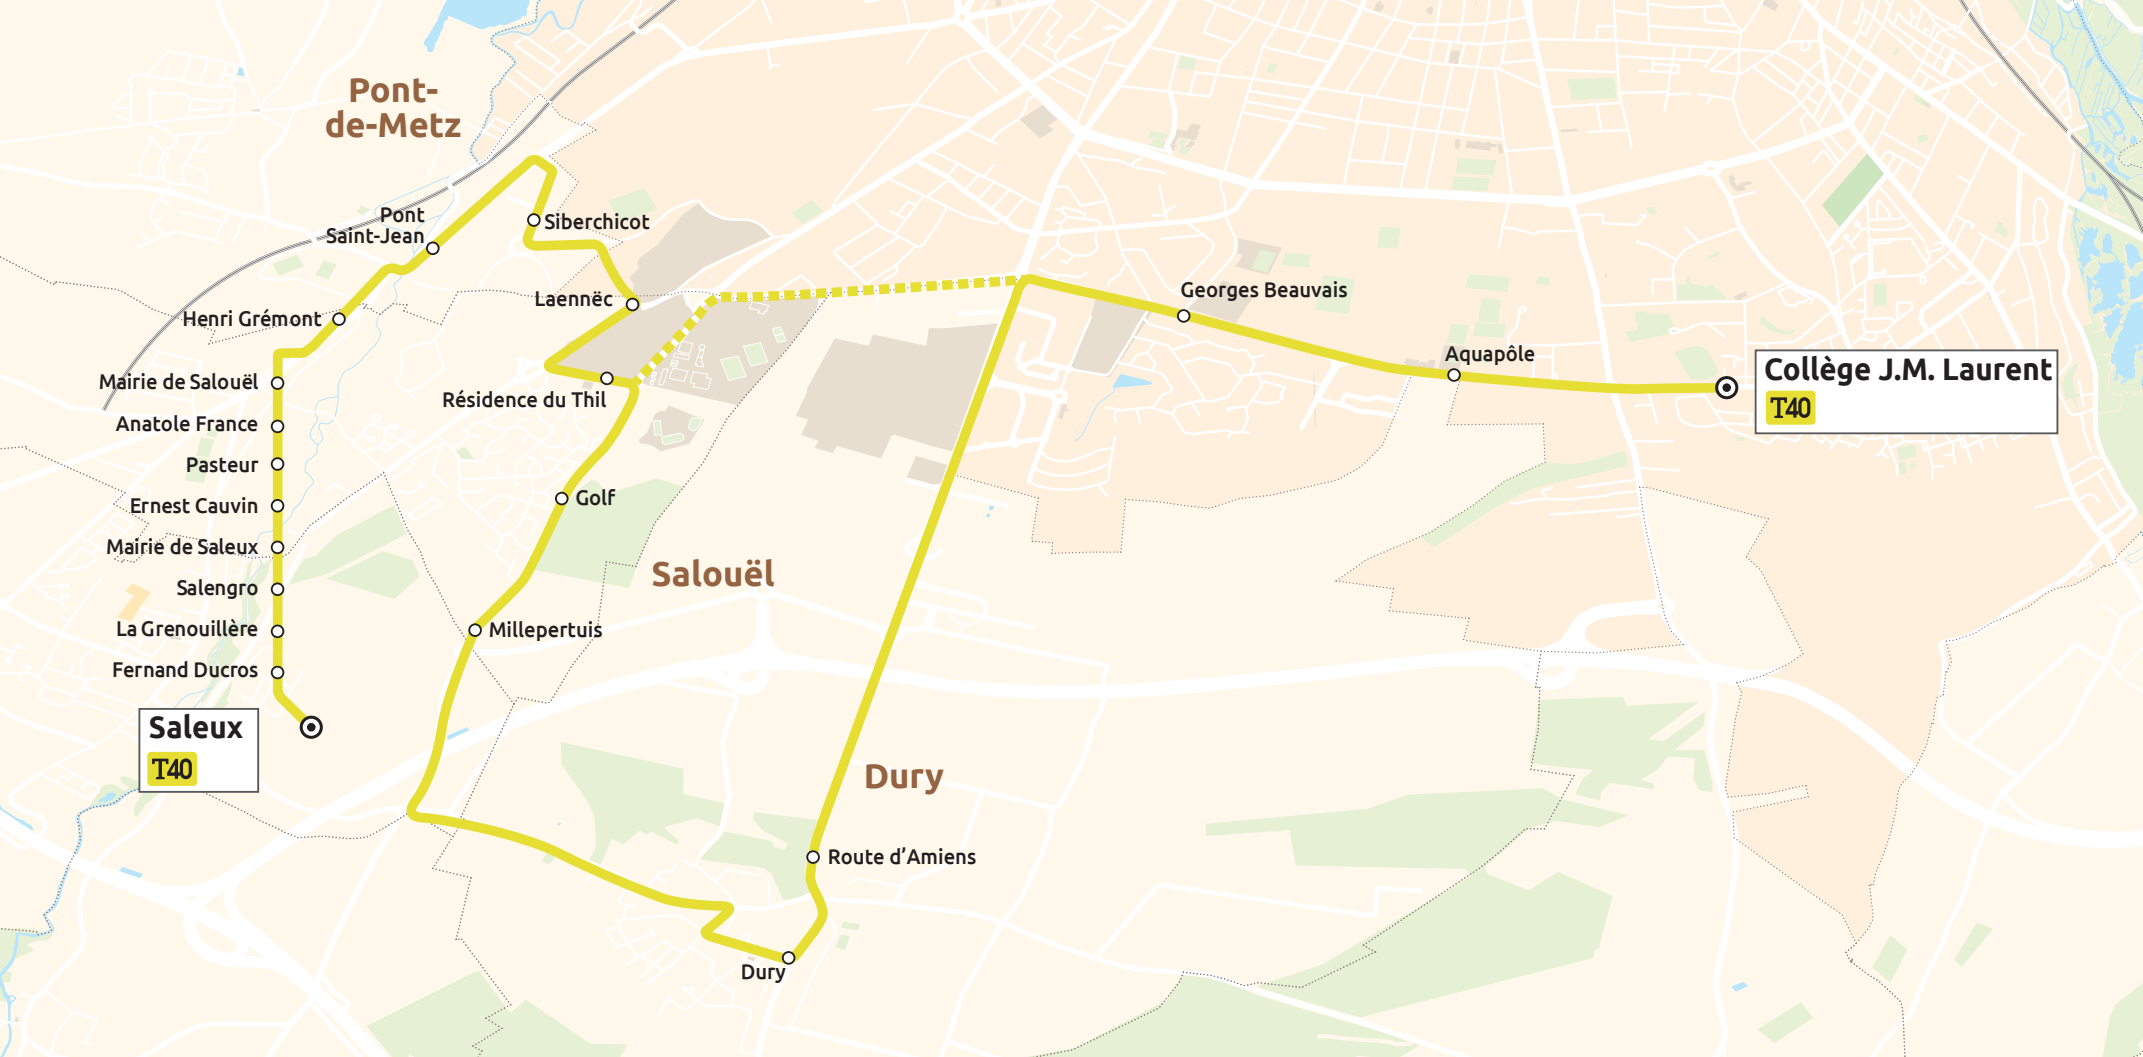 Pont-
de-Metz
Pont
Saint-Jean
Siberchicot
Laennëc
Henri Grémont
Georges Beauvais
Aquapôle
Collège J.M. Laurent
T40
Mairie de Salouël
Résidence du Thil
Anatole France
Pasteur
Golf
Ernest Cauvin
Mairie de Saleux
Salouël
Salengro
La Grenouillère
Millepertuis
Fernand Ducros
Saleux
T40
Dury
Route d’Amiens
Dury